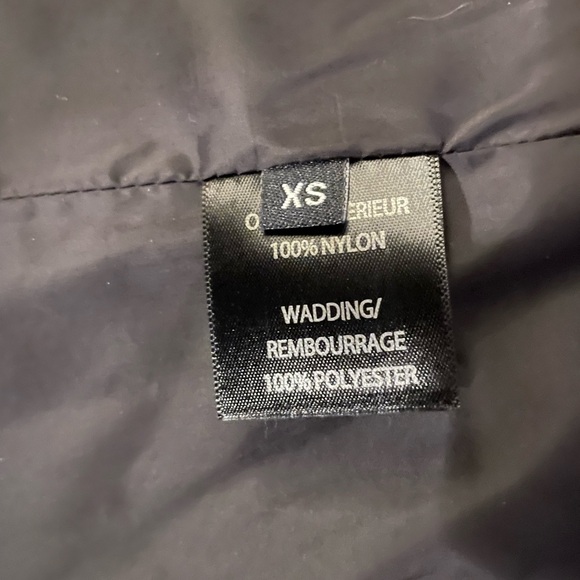 XS
100% NYLON
WADDING/
REMBOURRAGE
100% POLYESTER